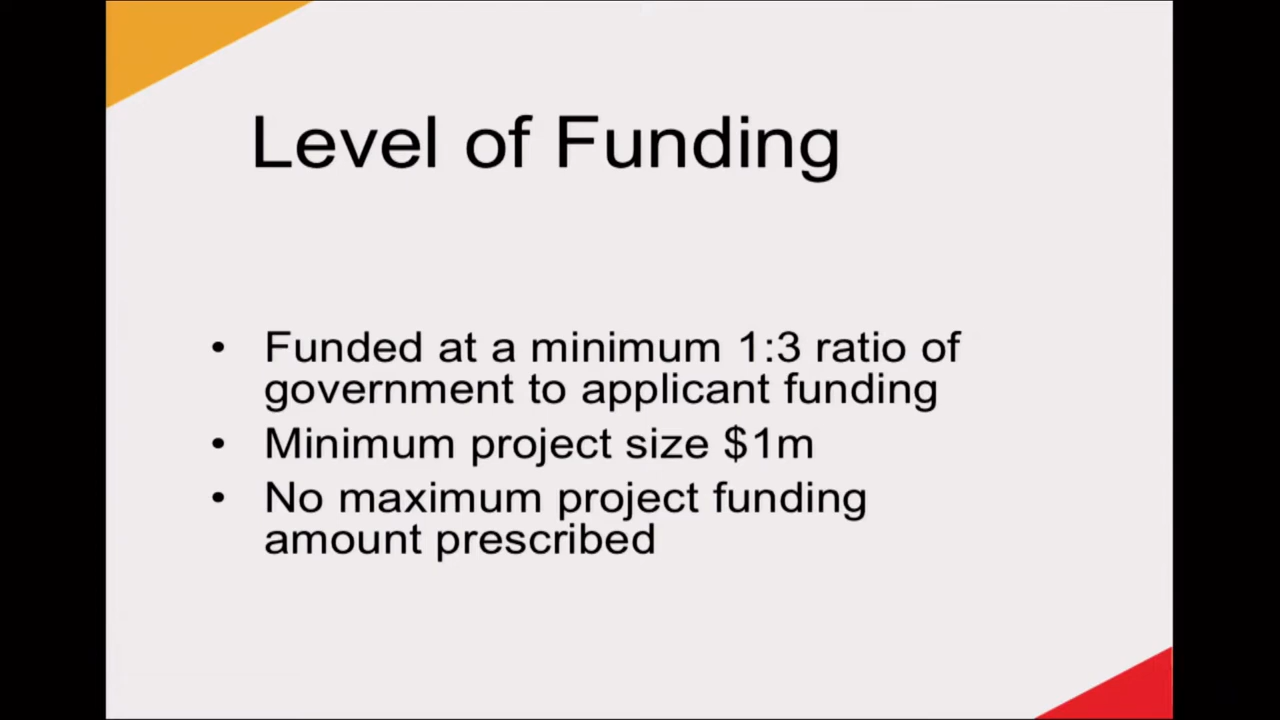 Level of Funding
• Funded at a minimum 1:3 ratio of
government to applicant funding
• Minimum project size $1m
• No maximum project funding
amount prescribed